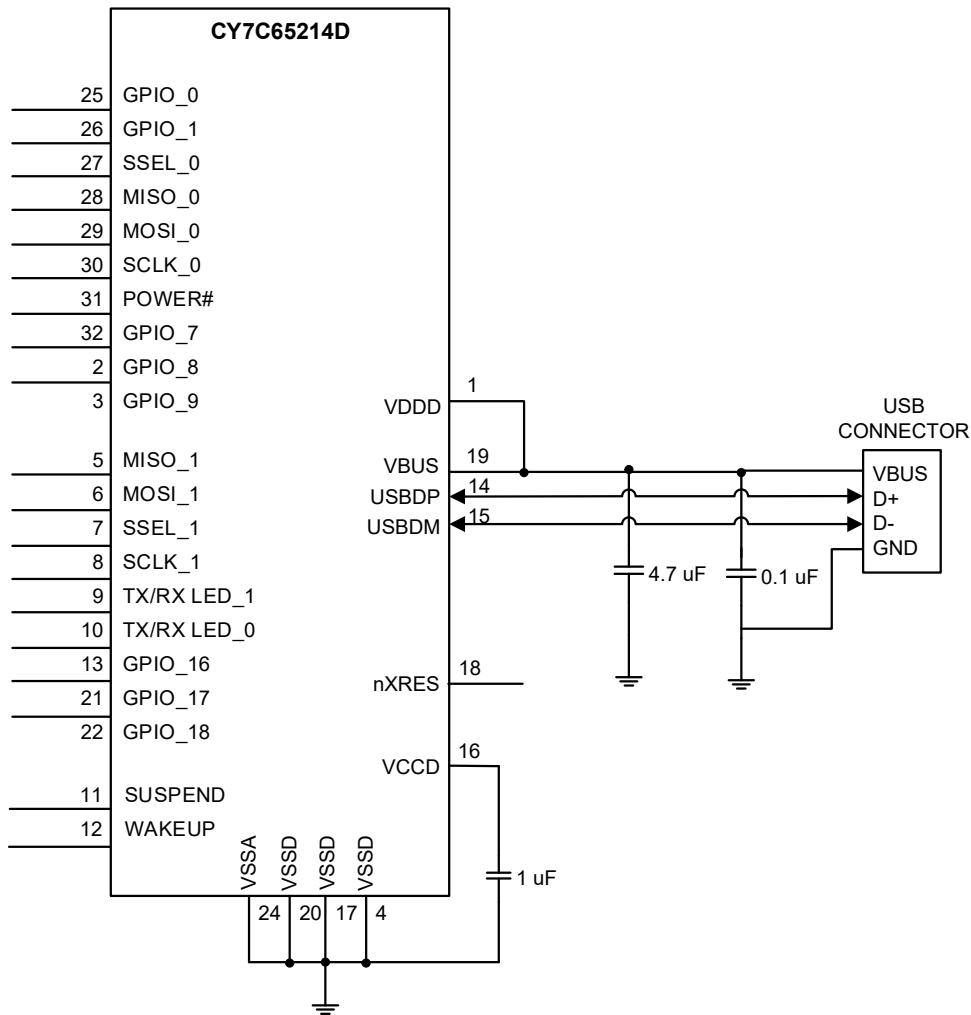 CY7C65214D
25 GPIO_0
26 GPIO_1
27 SSEL_0
28 MISO_0
29 MOSI_0
30 SCLK_0
31 POWER#
32 GPIO_7
2 GPIO_8
3 GPIO_9
5 MISO_1
6 MOSI_1
7 SSEL_1
8 SCLK_1
9 TX/RX LED_1
10 TX/RX LED_0
13 GPIO_16
21 GPIO_17
22 GPIO_18
11 SUSPEND
12 WAKEUP
VDDD 1
VBUS 19
USBDP 14
USBDM 15
nXRES 18
VCCD 16
VSSA VSSD VSSD VSSD
24 20 17 4
1 uF
4.7 uF
0.1 uF
USB
CONNECTOR
VBUS
D+
D-
GND